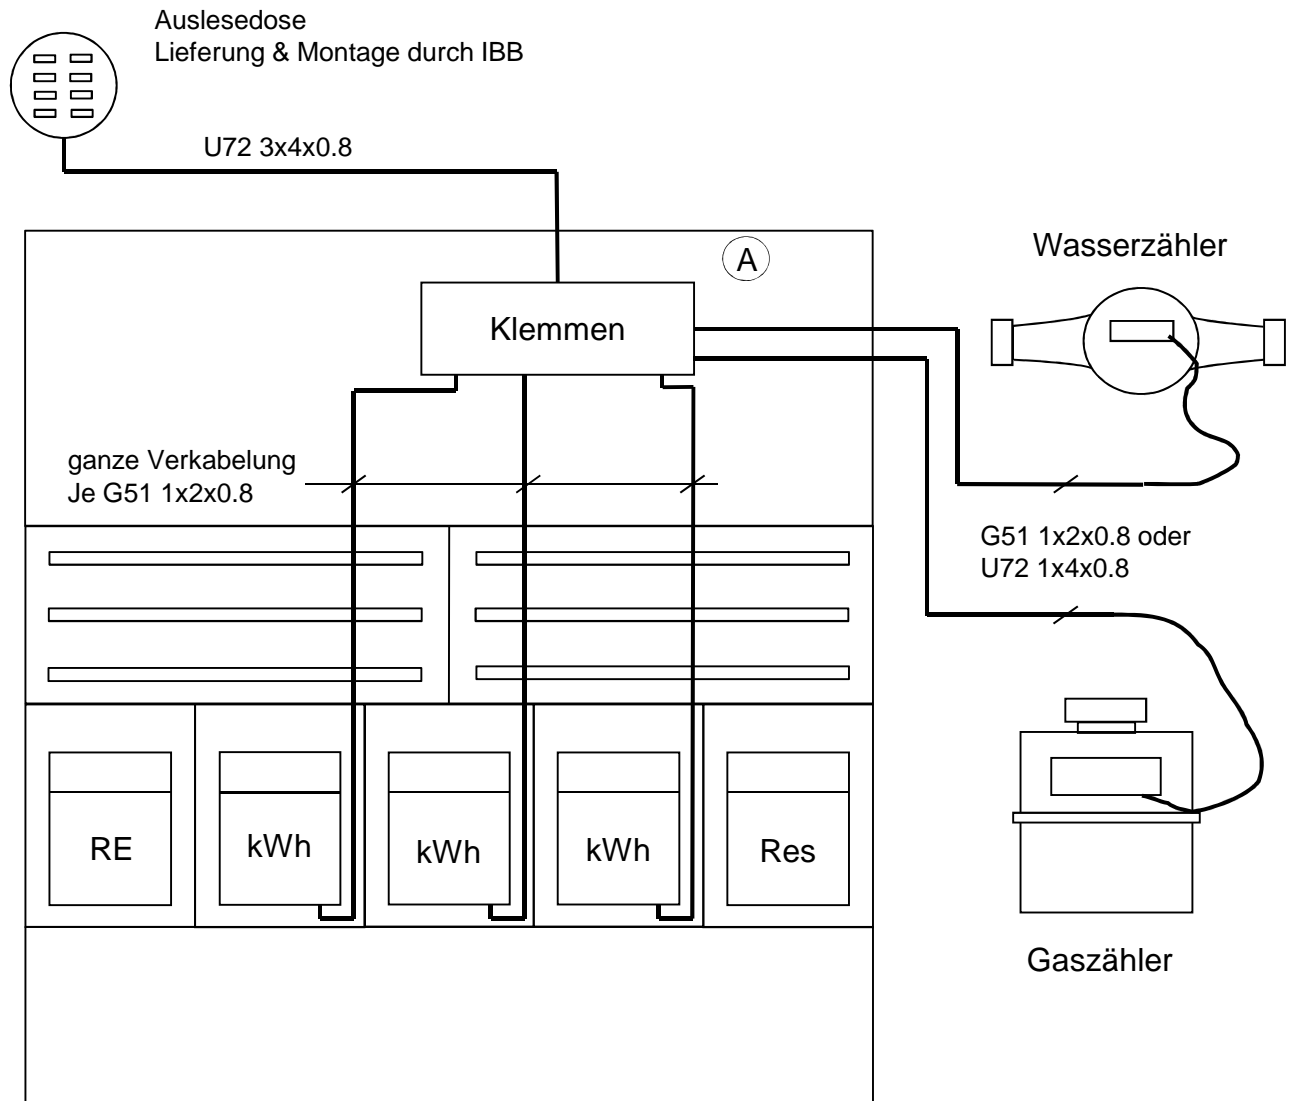 Auslesedose
Lieferung & Montage durch IBB
U72 3x4x0.8
A
Wasserzähler
Klemmen
ganze Verkabelung
Je G51 1x2x0.8
G51 1x2x0.8 oder
U72 1x4x0.8
RE
kWh
kWh
kWh
Res
Gaszähler